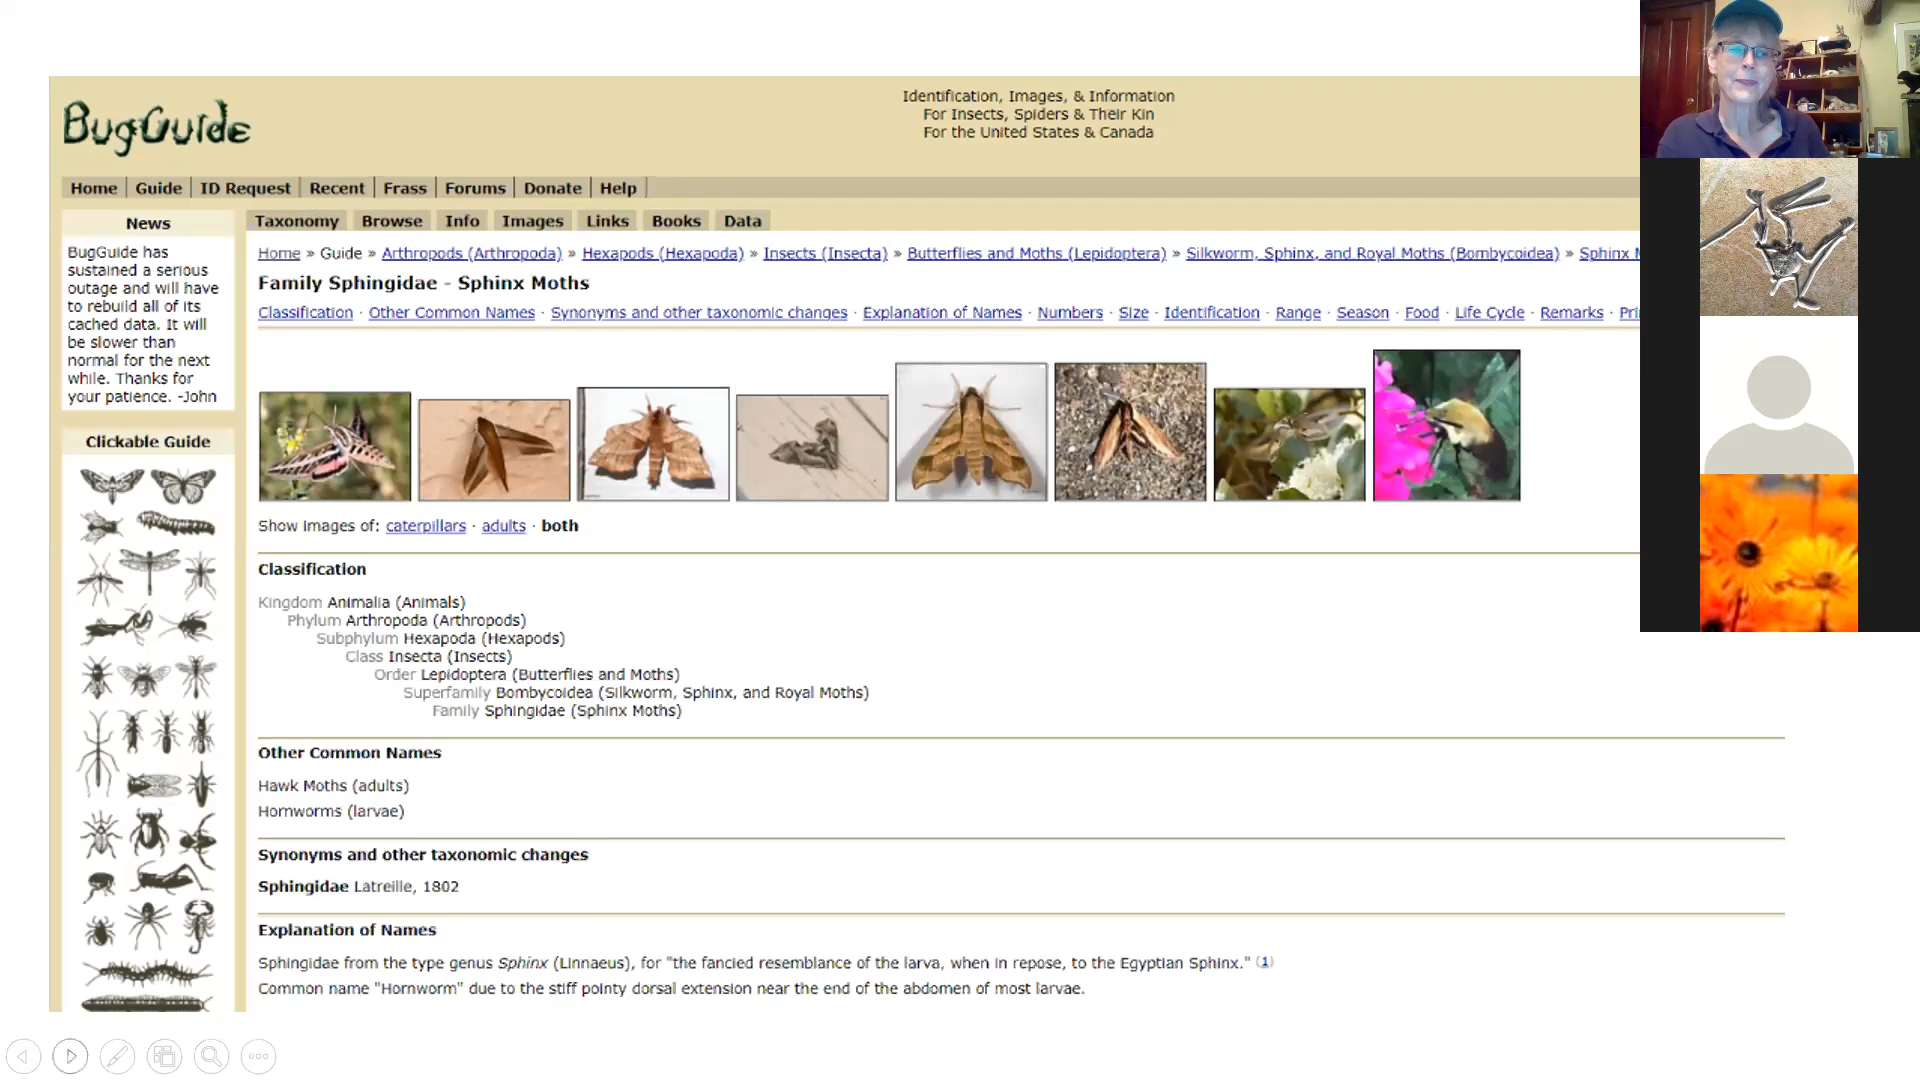 BugGuide
Identification, Images, & Information
For Insects, Spiders & Their Kin
For the United States & Canada
Home Guide ID Request Recent Frass Forums Donate Help
News
BugGuide has
sustained a serious
outage and will have
to rebuild all of its
cached data. It will
be slower than
normal for the next
while. Thanks for
your patience. -John
Clickable Guide
Taxonomy Browse Info Images Links Books Data
Home » Guide » Arthropods (Arthropoda) » Hexapods (Hexapoda) » Insects (Insecta) » Butterflies and Moths (Lepidoptera) » Silkworm, Sphinx, and Royal Moths (Bombycoidea) » Sphinx M
Family Sphingidae - Sphinx Moths
Classification · Other Common Names · Synonyms and other taxonomic changes · Explanation of Names · Numbers · Size · Identification · Range · Season · Food · Life Cycle · Remarks · Pri
Show images of: caterpillars · adults · both
Classification
Kingdom Animalia (Animals)
Phylum Arthropoda (Arthropods)
Subphylum Hexapoda (Hexapods)
Class Insecta (Insects)
Order Lepidoptera (Butterflies and Moths)
Superfamily Bombycoidea (Silkworm, Sphinx, and Royal Moths)
Family Sphingidae (Sphinx Moths)
Other Common Names
Hawk Moths (adults)
Hornworms (larvae)
Synonyms and other taxonomic changes
Sphingidae Latreille, 1802
Explanation of Names
Sphingidae from the type genus Sphinx (Linnaeus), for "the fancied resemblance of the larva, when in repose, to the Egyptian Sphinx." (1)
Common name "Hornworm" due to the stiff pointy dorsal extension near the end of the abdomen of most larvae.